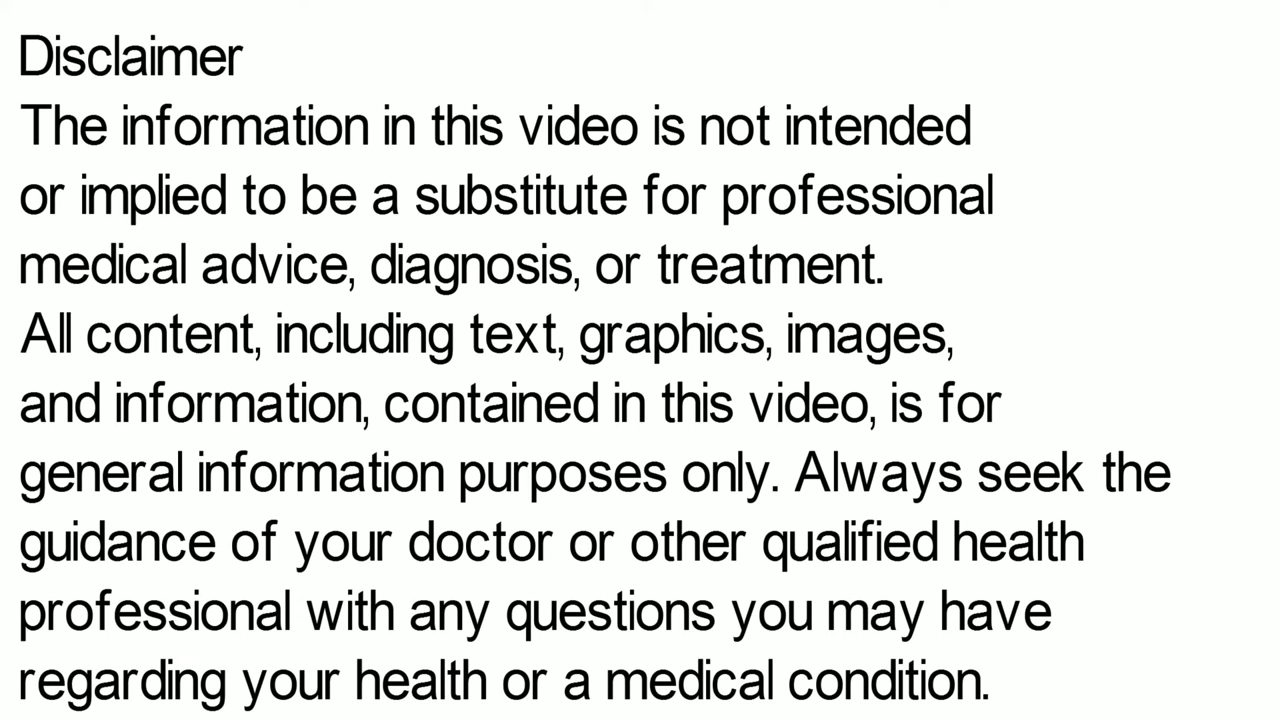 Disclaimer
The information in this video is not intended
or implied to be a substitute for professional
medical advice, diagnosis, or treatment.
All content, including text, graphics, images,
and information, contained in this video, is for
general information purposes only. Always seek the
guidance of your doctor or other qualified health
professional with any questions you may have
regarding your health or a medical condition.